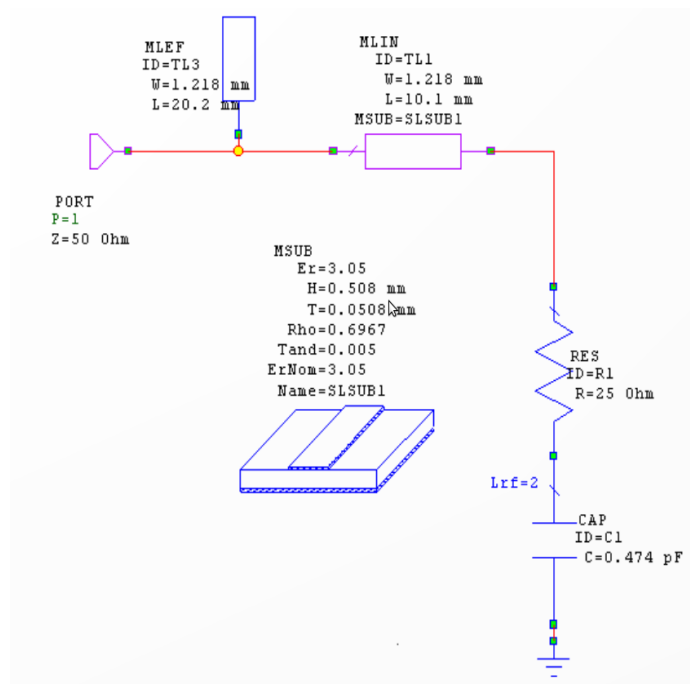 MLEF
ID=TL3
W=1.218 mm
L=20.2 mm
MLIN
ID=TL1
W=1.218 mm
L=10.1 mm
MSUB=SLSUB1
PORT
P=1
Z=50 Ohm
MSUB
Er=3.05
H=0.508 mm
T=0.0508 mm
Rho=0.6967
Tand=0.005
ErNom=3.05
Name=SLSUB1
RES
ID=R1
R=25 Ohm
Lrf=2
CAP
ID=C1
C=0.474 pF